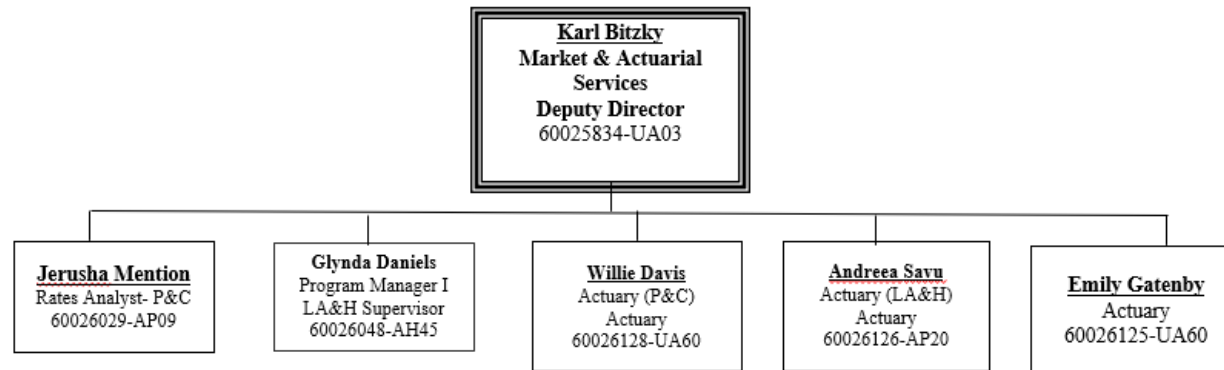 Karl Bitzky
Market & Actuarial
Services
Deputy Director
60025834-UA03
Jerusha Mention
Rates Analyst- P&C
60026029-AP09
Glynda Daniels
Program Manager I
LA&H Supervisor
60026048-AH45
Willie Davis
Actuary (P&C)
Actuary
60026128-UA60
Andreea Savu
Actuary (LA&H)
Actuary
60026126-AP20
Emily Gatenby
Actuary
60026125-UA60